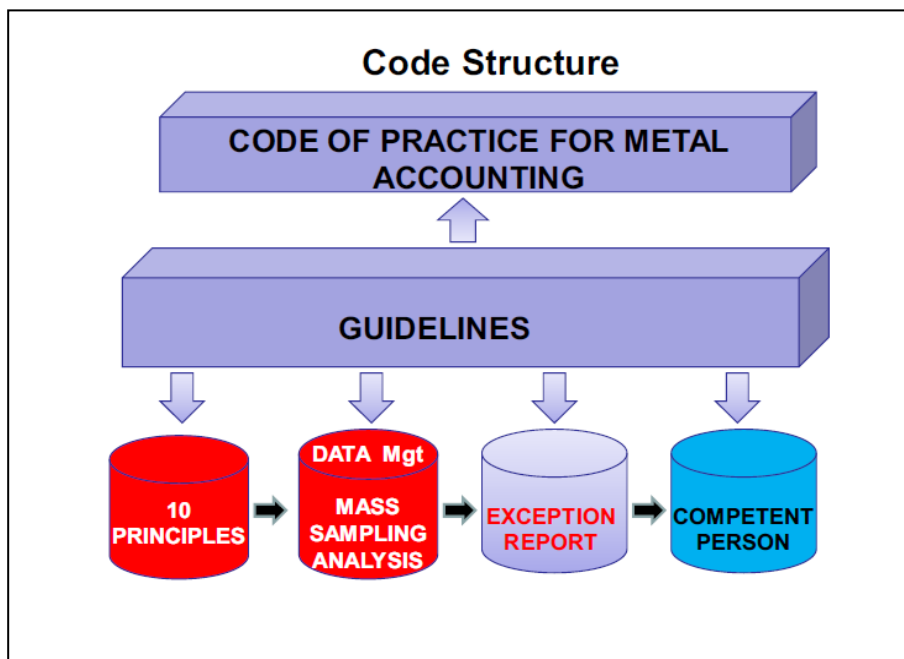 Code Structure
CODE OF PRACTICE FOR METAL
ACCOUNTING
GUIDELINES
10
PRINCIPLES
DATA Mgt
MASS
SAMPLING
ANALYSIS
EXCEPTION
REPORT
COMPETENT
PERSON